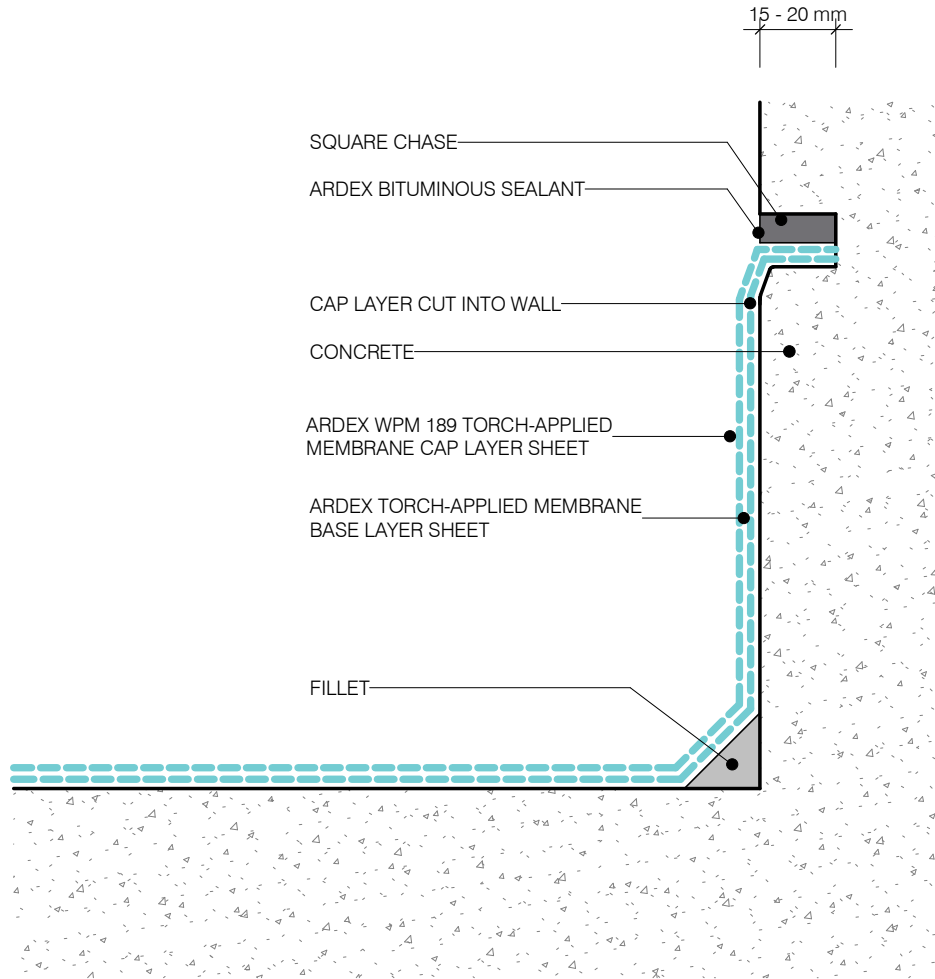 15 - 20 mm
SQUARE CHASE
ARDEX BITUMINOUS SEALANT
CAP LAYER CUT INTO WALL
CONCRETE
ARDEX WPM 189 TORCH-APPLIED
MEMBRANE CAP LAYER SHEET
ARDEX TORCH-APPLIED MEMBRANE
BASE LAYER SHEET
FILLET